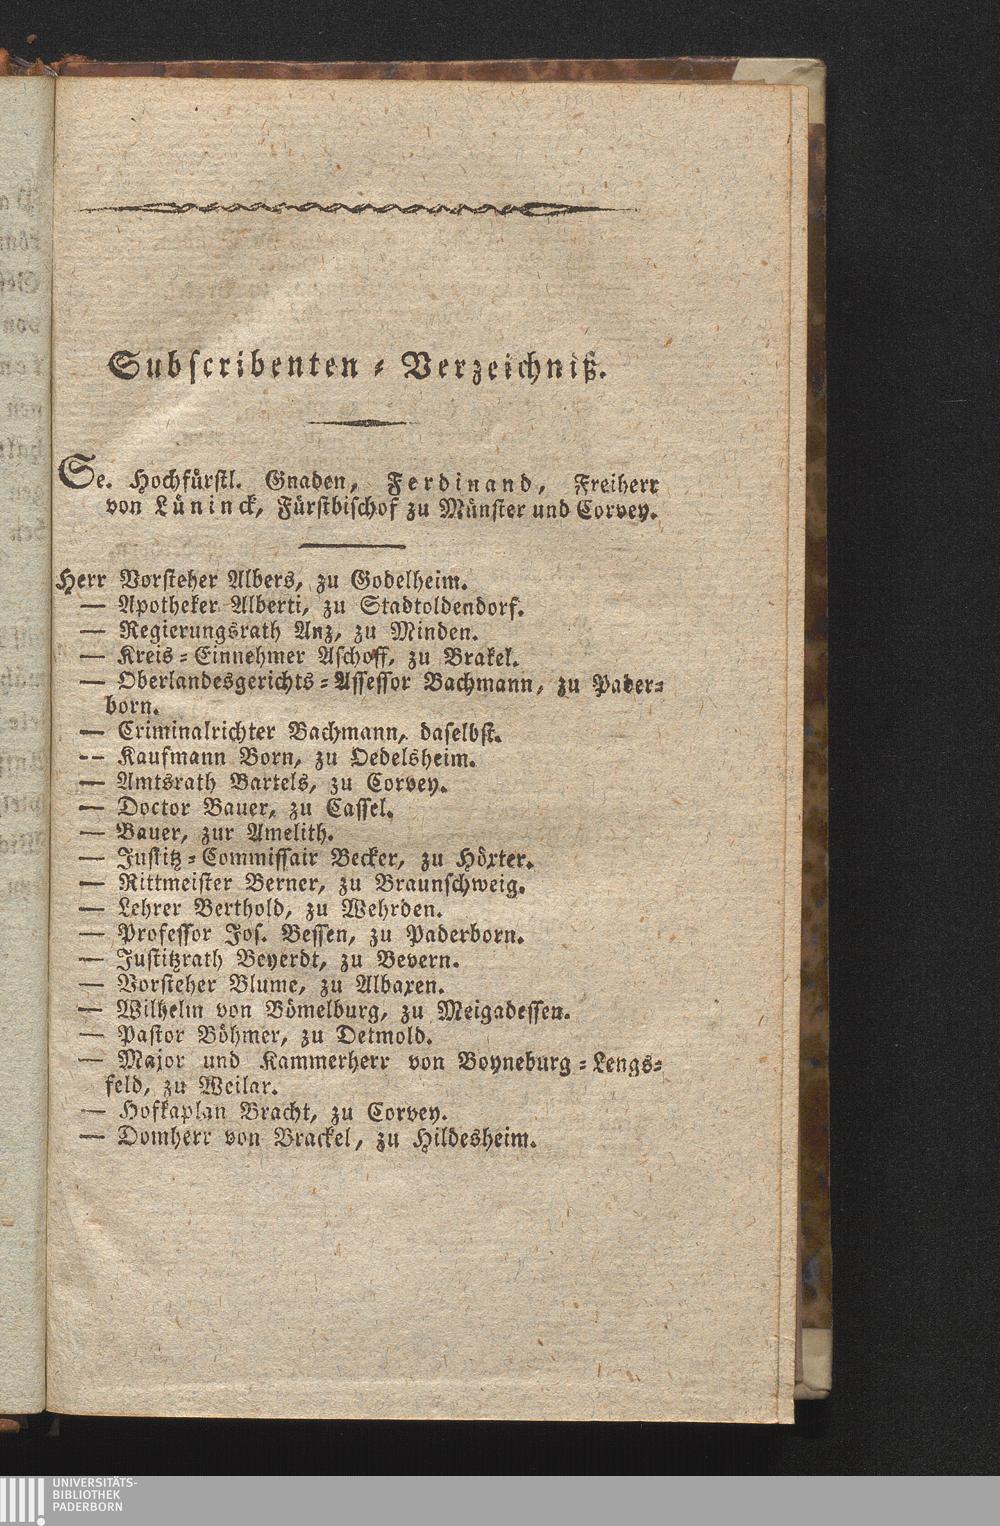 Subscribenten-Verzeichniß.
Se. Hochfürstl. Gnaden, Ferdinand, Freiherr
von Lüninck, Fürstbischof zu Münster und Corvey.
Herr Vorsteher Albers, zu Godelheim.
— Apotheker Alberti, zu Stadtoldendorf.
— Regierungsrath Anz, zu Minden.
— Kreis-Einnehmer Aschoff, zu Brakel.
— Oberlandesgerichts-Assessor Bachmann, zu Pader-
born.
— Criminalrichter Bachmann, daselbst.
— Kaufmann Born, zu Oedelsheim.
— Amtsrath Bartels, zu Corvey.
— Doctor Bauer, zu Cassel.
— Bauer, zur Amelith.
— Justitz-Commissair Becker, zu Höxter.
— Rittmeister Berner, zu Braunschweig.
— Lehrer Berthold, zu Wehrden.
— Professor Jos. Bessen, zu Paderborn.
— Justitzrath Beyerdt, zu Bevern.
— Vorsteher Blume, zu Albaxen.
— Wilhelm von Bömelburg, zu Meigadessen.
— Pastor Böhmer, zu Detmold.
— Major und Kammerherr von Boyneburg-Lengs-
feld, zu Weilar.
— Hofkaplan Bracht, zu Corvey.
— Domherr von Brackel, zu Hildesheim.
UNIVERSITÄTS-
BIBLIOTHEK
PADERBORN